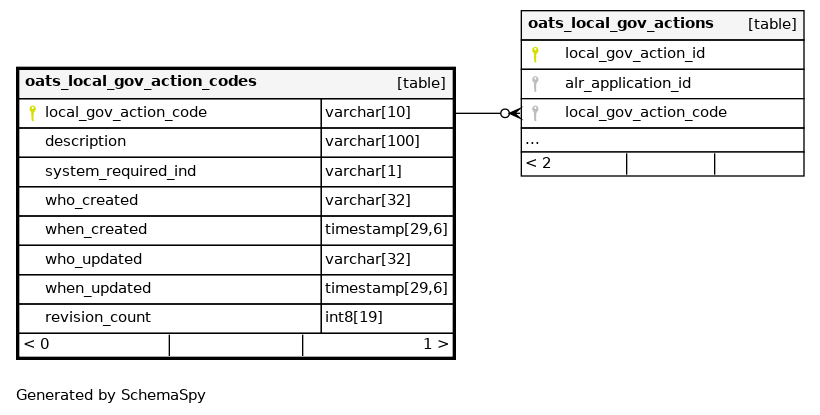 oats_local_gov_actions [table]
local_gov_action_id
alr_application_id
local_gov_action_code
...
< 2
oats_local_gov_action_codes [table]
local_gov_action_code varchar[10]
description varchar[100]
system_required_ind varchar[1]
who_created varchar[32]
when_created timestamp[29,6]
who_updated varchar[32]
when_updated timestamp[29,6]
revision_count int8[19]
< 0 1 >
Generated by SchemaSpy